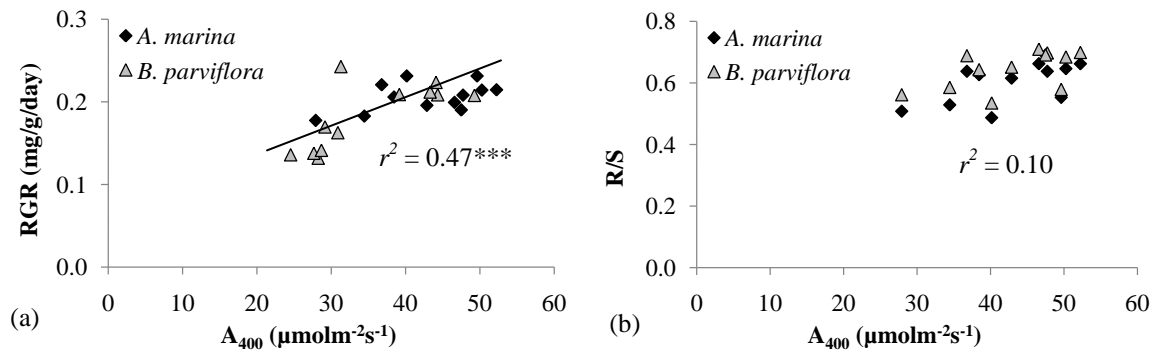 0.3
0.2
0.1
0.0
RGR (mg/g/day)
A. marina
B. parviflora
r² = 0.47***
0 10 20 30 40 50 60
A₄₀₀ (µmolm⁻²s⁻¹)
(a)
0.8
0.6
0.4
0.2
0.0
R/S
A. marina
B. parviflora
r² = 0.10
0 10 20 30 40 50 60
A₄₀₀ (µmolm⁻²s⁻¹)
(b)